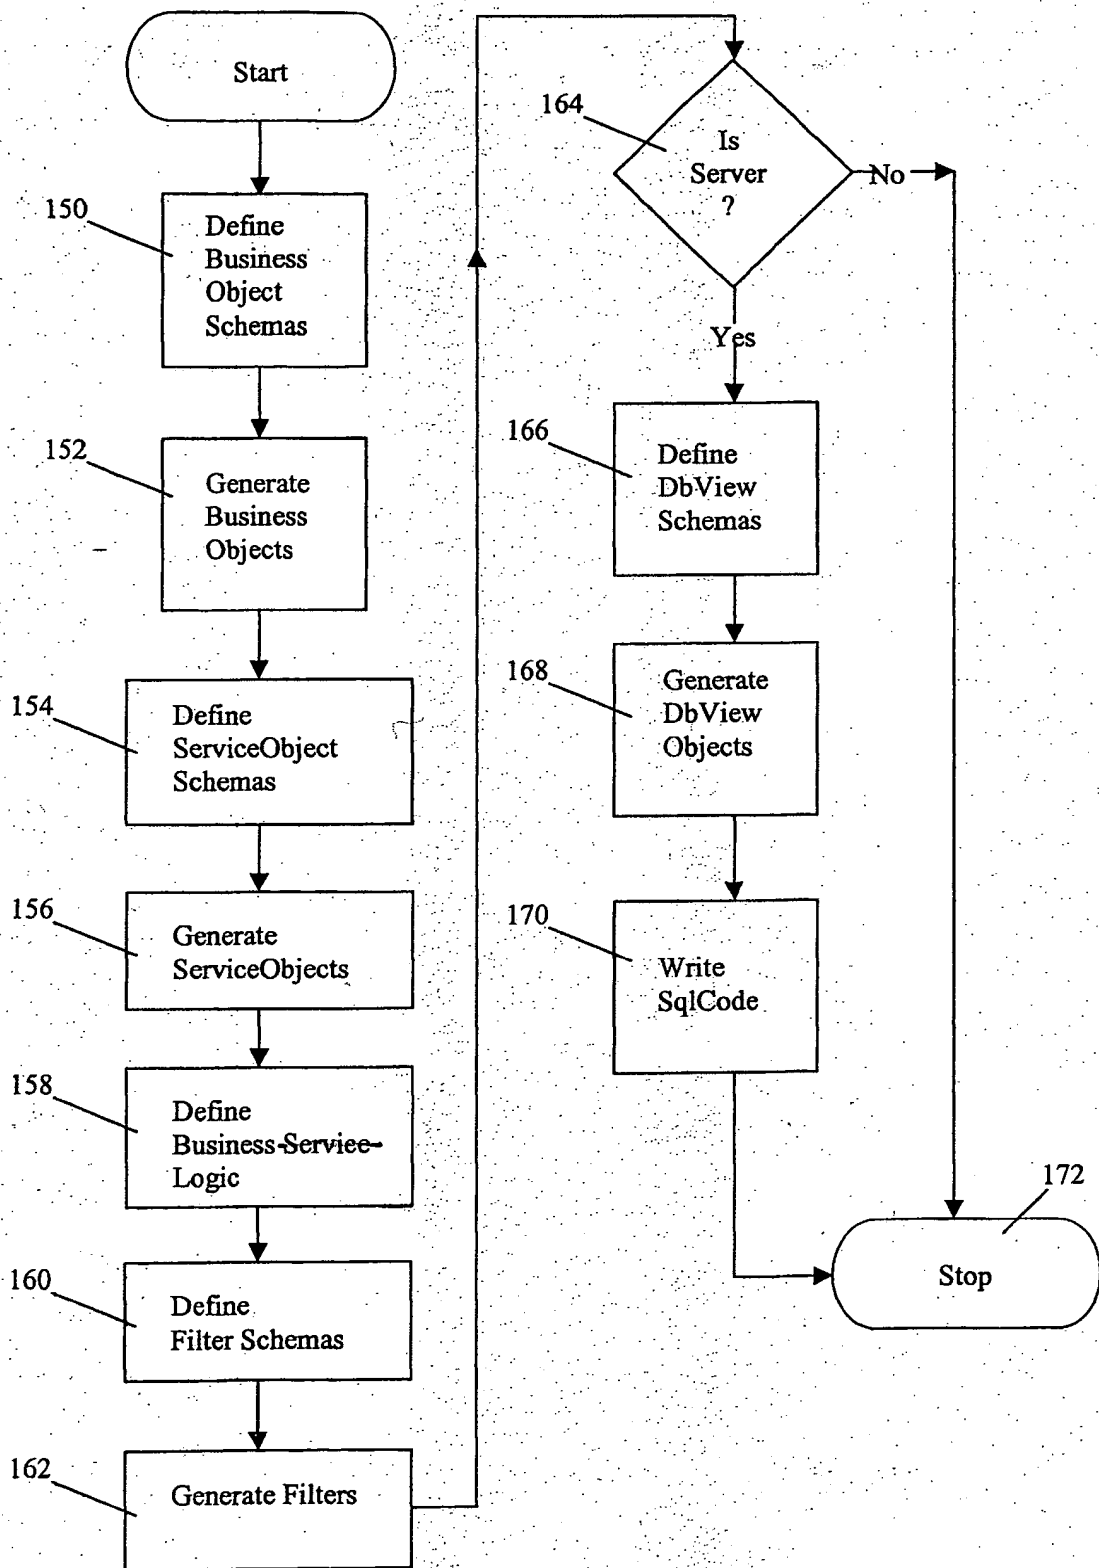 Start
150
Define
Business
Object
Schemas
152
Generate
Business
Objects
154
Define
ServiceObject
Schemas
156
Generate
ServiceObjects
158
Define
Business Service
Logic
160
Define
Filter Schemas
162
Generate Filters
164
Is
Server
?
No
Yes
166
Define
DbView
Schemas
168
Generate
DbView
Objects
170
Write
SqlCode
172
Stop